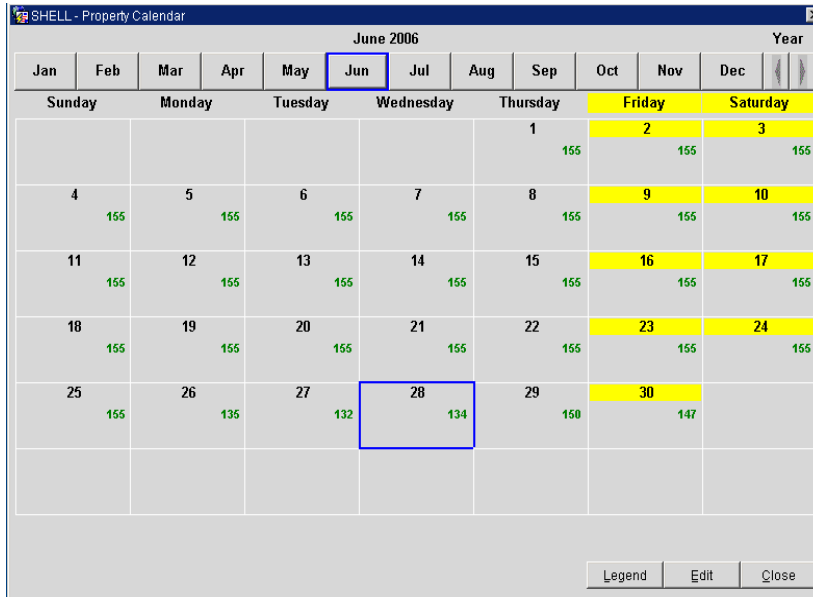 SHELL - Property Calendar
June 2006 Year
Jan Feb Mar Apr May Jun Jul Aug Sep Oct Nov Dec
Sunday Monday Tuesday Wednesday Thursday Friday Saturday
1 2 3
155 155 155
4 5 6 7 8 9 10
155 155 155 155 155 155 155
11 12 13 14 15 16 17
155 155 155 155 155 155 155
18 19 20 21 22 23 24
155 155 155 155 155 155 155
25 26 27 28 29 30
155 135 132 134 150 147
Legend Edit Close